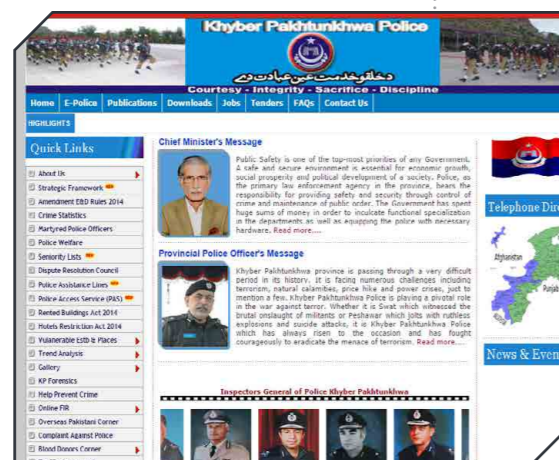 Khyber Pakhtunkhwa Police
دخلقو خدمت عين عبادت دے
Courtesy - Integrity - Sacrifice - Discipline
Home E-Police Publications Downloads Jobs Tenders FAQs Contact Us
HIGHLIGHTS
Quick Links
About Us
Strategic Framework
Amendment E&D Rules 2014
Crime Statistics
Martyred Police Officers
Police Welfare
Seniority Lists
Dispute Resolution Council
Police Assistance Lines
Police Access Service (PAS)
Rented Buildings Act 2014
Hotels Restriction Act 2014
Vulanerable Estb & Places
Trend Analysis
Gallery
KP Forensics
Help Prevent Crime
Online FIR
Overseas Pakistani Corner
Complaint Against Police
Blood Donors Corner
Chief Minister's Message
Public Safety is one of the top-most priorities of any Government.
A safe and secure environment is essential for economic growth,
social prosperity and political development of a society. Police, as
the primary law enforcement agency in the province, bears the
responsibility for providing safety and security through control of
crime and maintenance of public order. The Government has spent
huge sums of money in order to inculcate functional specialization
in the departments as well as equipping the police with necessary
hardware. Read more....
Provincial Police Officer's Message
Khyber Pakhtunkhwa province is passing through a very difficult
period in its history. It is facing numerous challenges including
terrorism, natural calamities, price hike and power crises, just to
mention a few. Khyber Pakhtunkhwa Police is playing a pivotal role
in the war against terror. Whether it is Swat which witnessed the
brutal onslaught of militants or Peshawar which jolts with ruthless
explosions and suicide attacks, it is Khyber Pakhtunkhwa Police
which has always risen to the occasion and has fought
courageously to aradicate the menace of terrorism. Read more....
Inspectors General of Police Khyber Pakhtunkhwa
Telephone Dire
Afghanistan
Punjab
News & Even